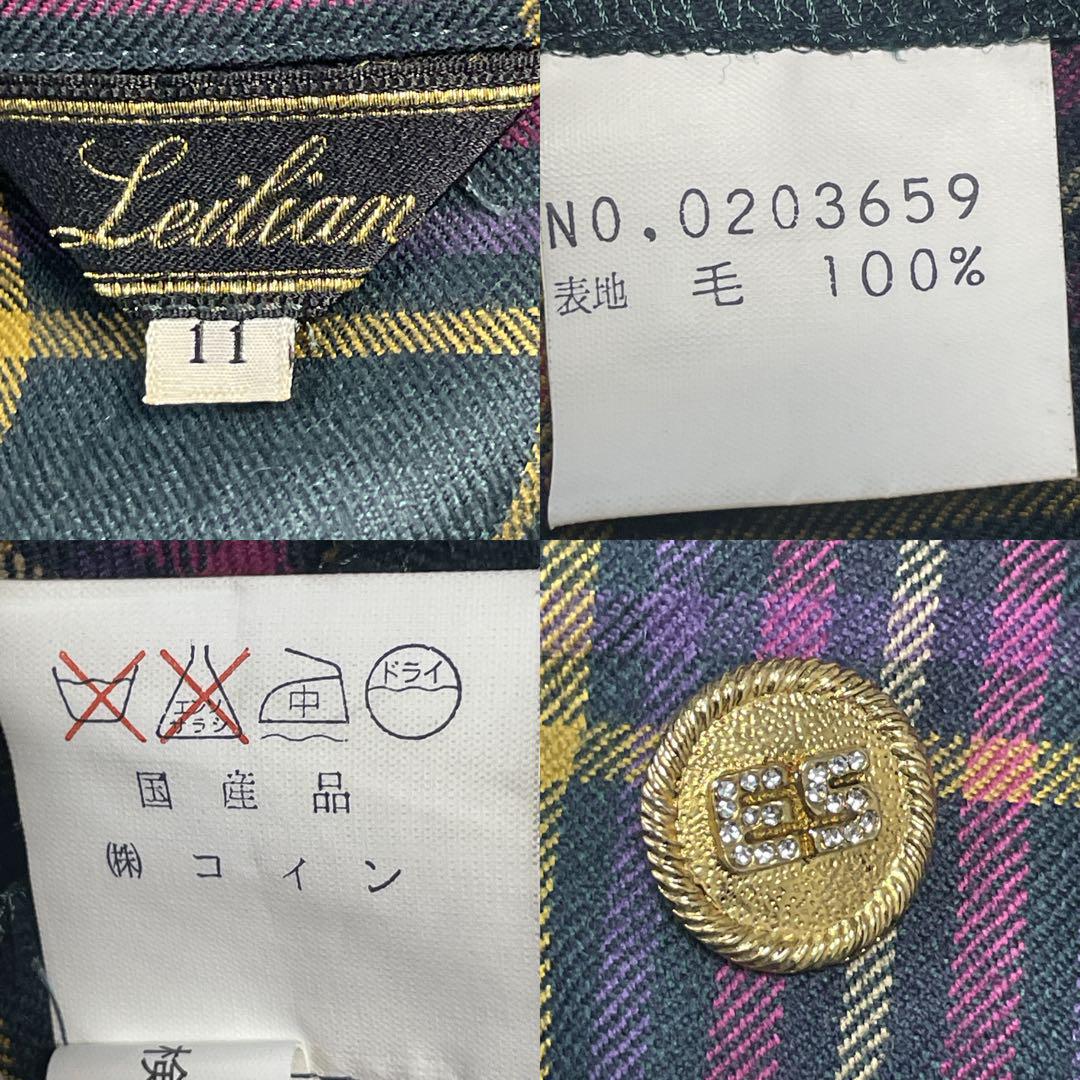 Leilian
11
NO.0203659
表地 毛 100%
エンソ
サラシ
中
ドライ
国産品
㈱コイン
検
ES